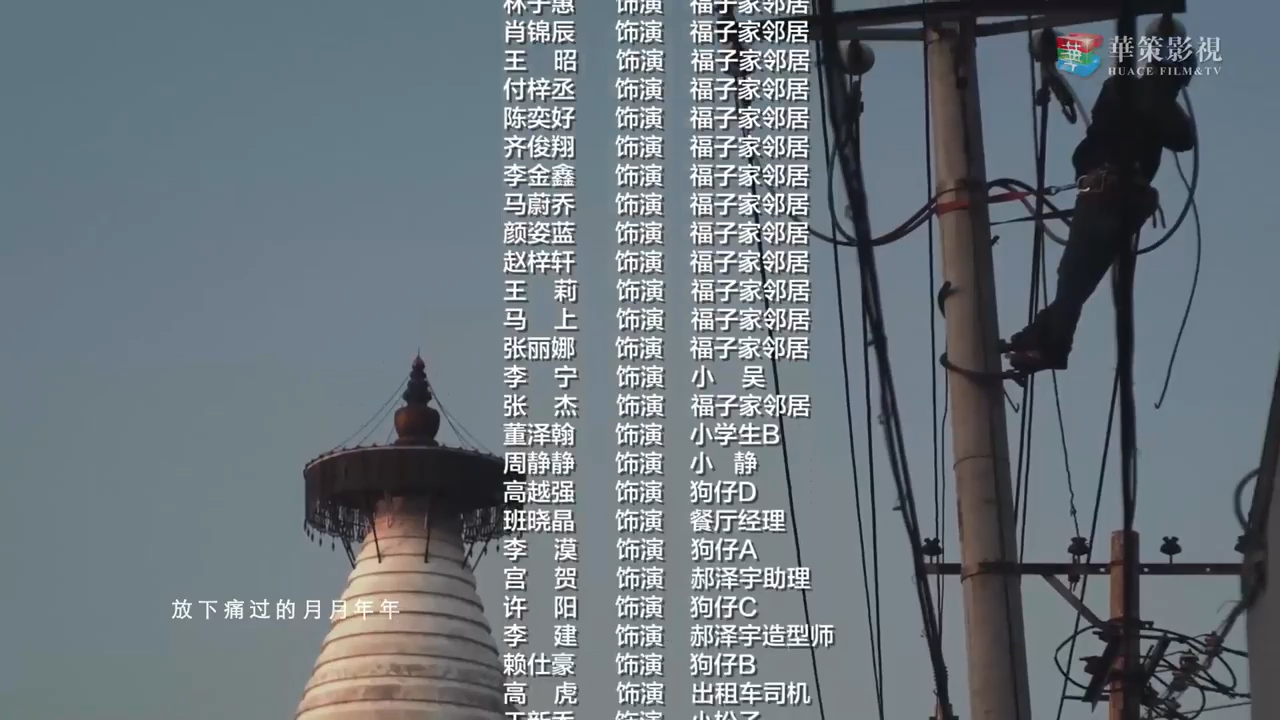 林子惠 饰演 福子家邻居
肖锦辰 饰演 福子家邻居
王 昭 饰演 福子家邻居
付梓丞 饰演 福子家邻居
陈奕好 饰演 福子家邻居
齐俊翔 饰演 福子家邻居
李金鑫 饰演 福子家邻居
马蔚乔 饰演 福子家邻居
颜姿蓝 饰演 福子家邻居
赵梓轩 饰演 福子家邻居
王 莉 饰演 福子家邻居
马 上 饰演 福子家邻居
张丽娜 饰演 福子家邻居
李 宁 饰演 小 吴
张 杰 饰演 福子家邻居
董泽翰 饰演 小学生B
周静静 饰演 小 静
高越强 饰演 狗仔D
班晓晶 饰演 餐厅经理
李 漠 饰演 狗仔A
宫 贺 饰演 郝泽宇助理
许 阳 饰演 狗仔C
李 建 饰演 郝泽宇造型师
赖仕豪 饰演 狗仔B
高 虎 饰演 出租车司机
華策影視
HUACE FILM&TV
放下痛过的月月年年